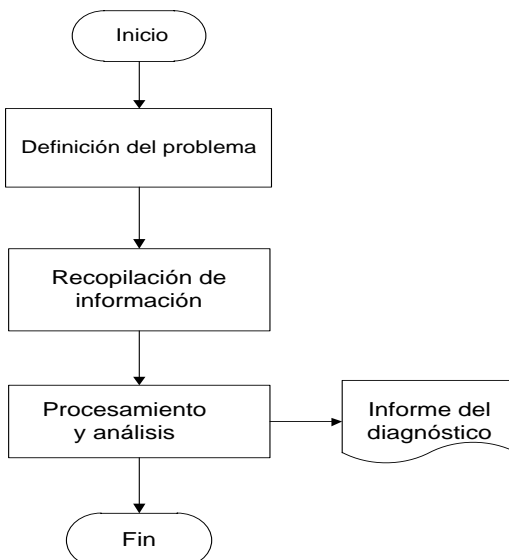 Inicio
Definición del problema
Recopilación de
información
Procesamiento
y análisis
Informe del
diagnóstico
Fin